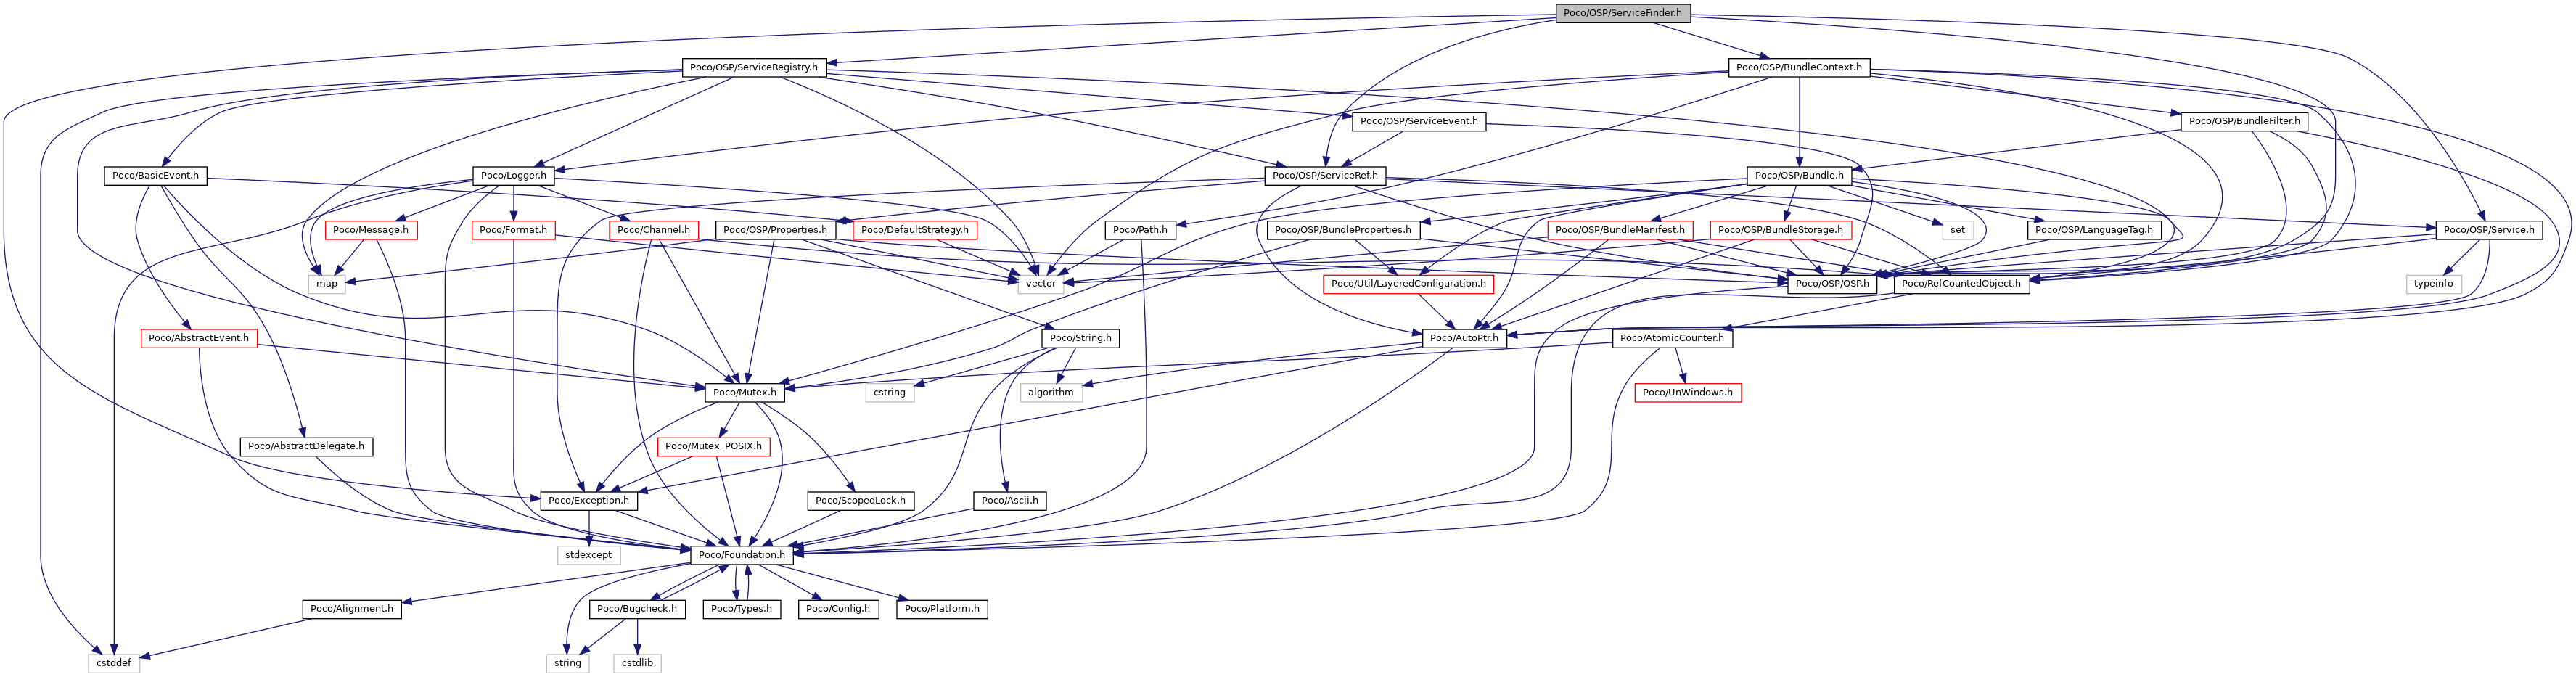 Poco/OSP/ServiceFinder.h
Poco/OSP/ServiceRegistry.h
Poco/OSP/BundleContext.h
Poco/OSP/ServiceEvent.h
Poco/OSP/BundleFilter.h
Poco/BasicEvent.h
Poco/Logger.h
Poco/OSP/ServiceRef.h
Poco/OSP/Bundle.h
Poco/Message.h
Poco/Format.h
Poco/Channel.h
Poco/OSP/Properties.h
Poco/DefaultStrategy.h
Poco/Path.h
Poco/OSP/BundleProperties.h
Poco/OSP/BundleManifest.h
Poco/OSP/BundleStorage.h
set
Poco/OSP/LanguageTag.h
Poco/OSP/Service.h
map
vector
Poco/Util/LayeredConfiguration.h
Poco/OSP/OSP.h
Poco/RefCountedObject.h
typeinfo
Poco/AbstractEvent.h
Poco/String.h
Poco/AutoPtr.h
Poco/AtomicCounter.h
Poco/Mutex.h
cstring
algorithm
Poco/UnWindows.h
Poco/AbstractDelegate.h
Poco/Mutex_POSIX.h
Poco/Exception.h
Poco/ScopedLock.h
Poco/Ascii.h
stdexcept
Poco/Foundation.h
Poco/Alignment.h
Poco/Bugcheck.h
Poco/Types.h
Poco/Config.h
Poco/Platform.h
cstddef
string
cstdlib